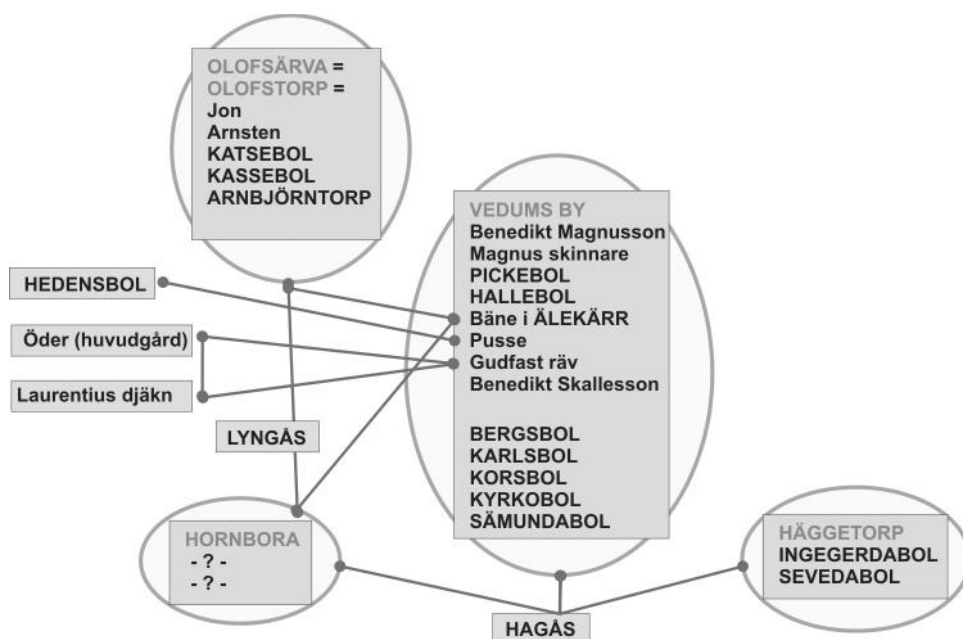 OLOFSÄRVA =
OLOFSTORP =
Jon
Arnsten
KATSEBOL
KASSEBOL
ARNBJÖRNTORP
VEDUMS BY
Benedikt Magnusson
Magnus skinnare
PICKEBOL
HALLEBOL
Bäne i ÄLEKÄRR
Pusse
Gudfast räv
Benedikt Skallesson
BERGSBOL
KARLSBOL
KORSBOL
KYRKOBOL
SÄMUNDABOL
HEDENSBOL
Öder (huvudgård)
Laurentius djäkn
LYNGÅS
HORNBORA
- ? -
- ? -
HÄGGETORP
INGEGERDABOL
SEVEDABOL
HAGÅS